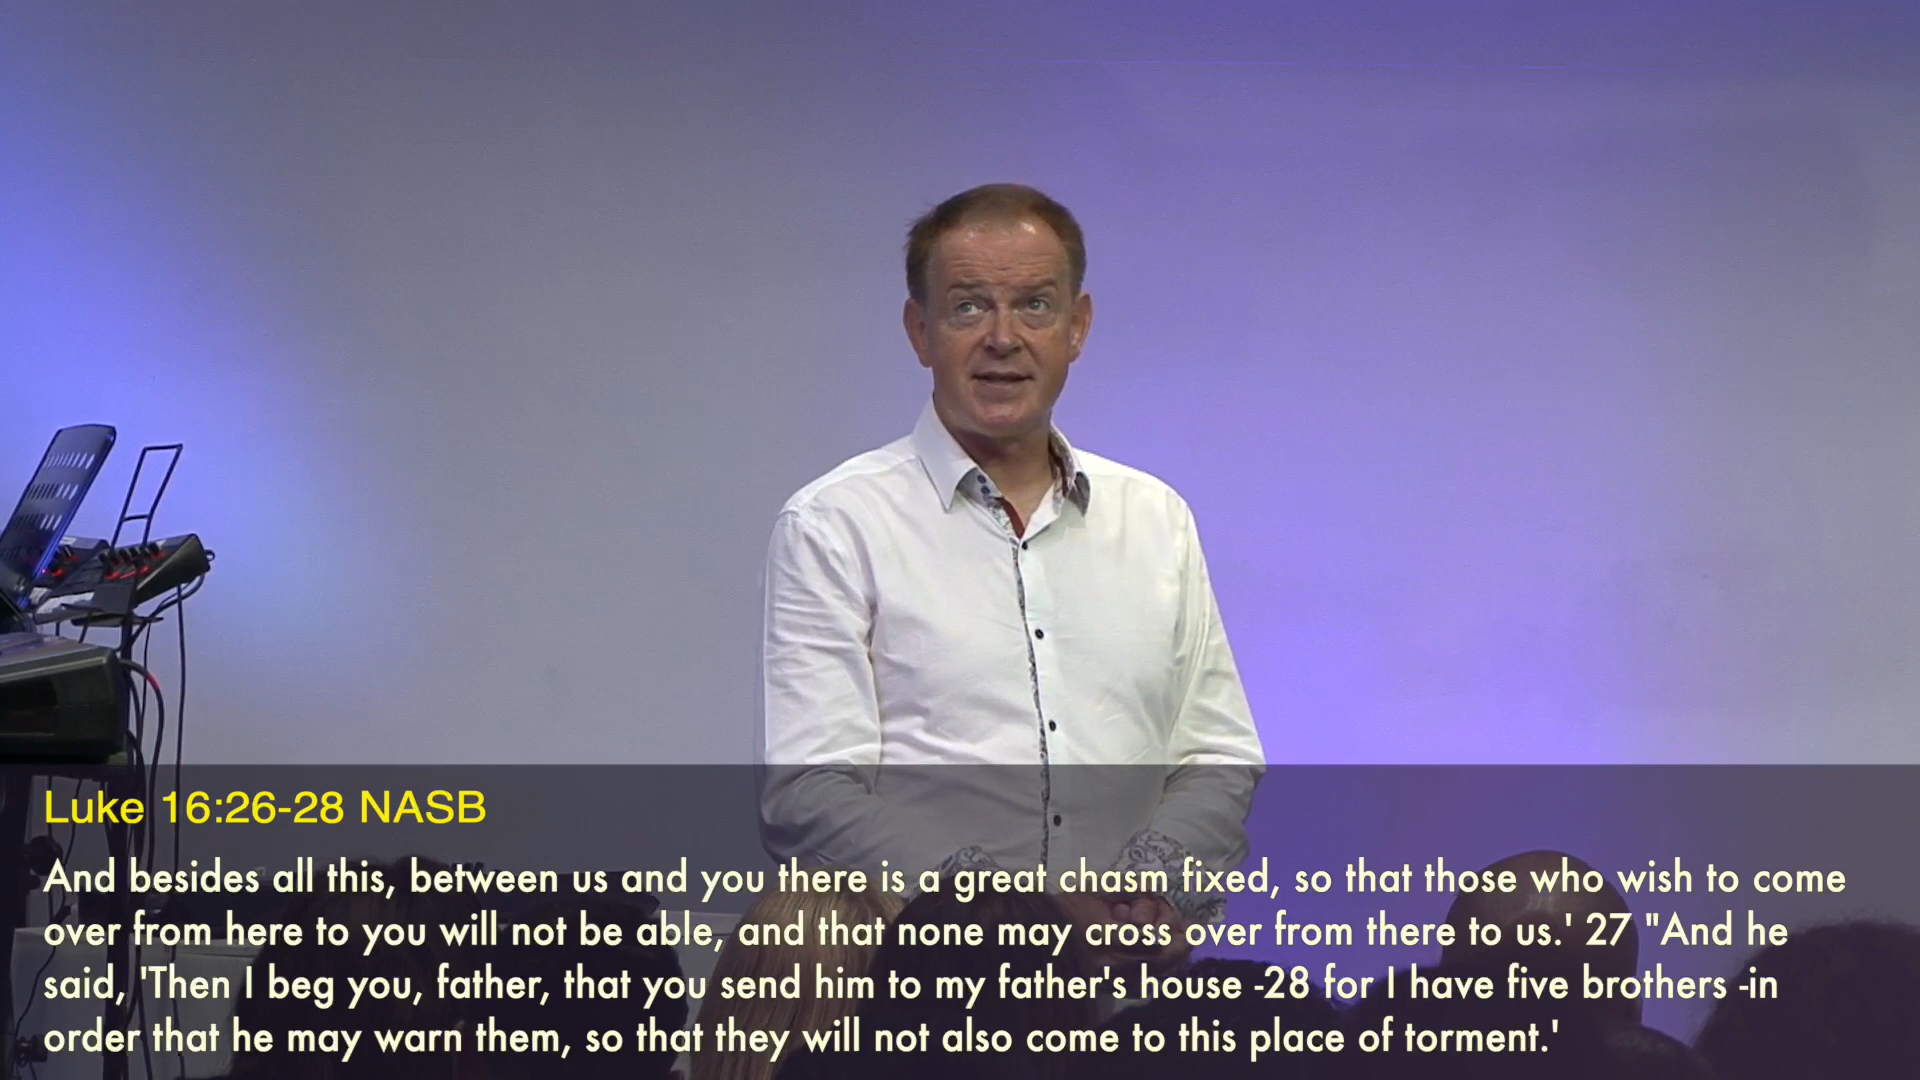 Luke 16:26-28 NASB
And besides all this, between us and you there is a great chasm fixed, so that those who wish to come
over from here to you will not be able, and that none may cross over from there to us.' 27 "And he
said, 'Then I beg you, father, that you send him to my father's house -28 for I have five brothers -in
order that he may warn them, so that they will not also come to this place of torment.'